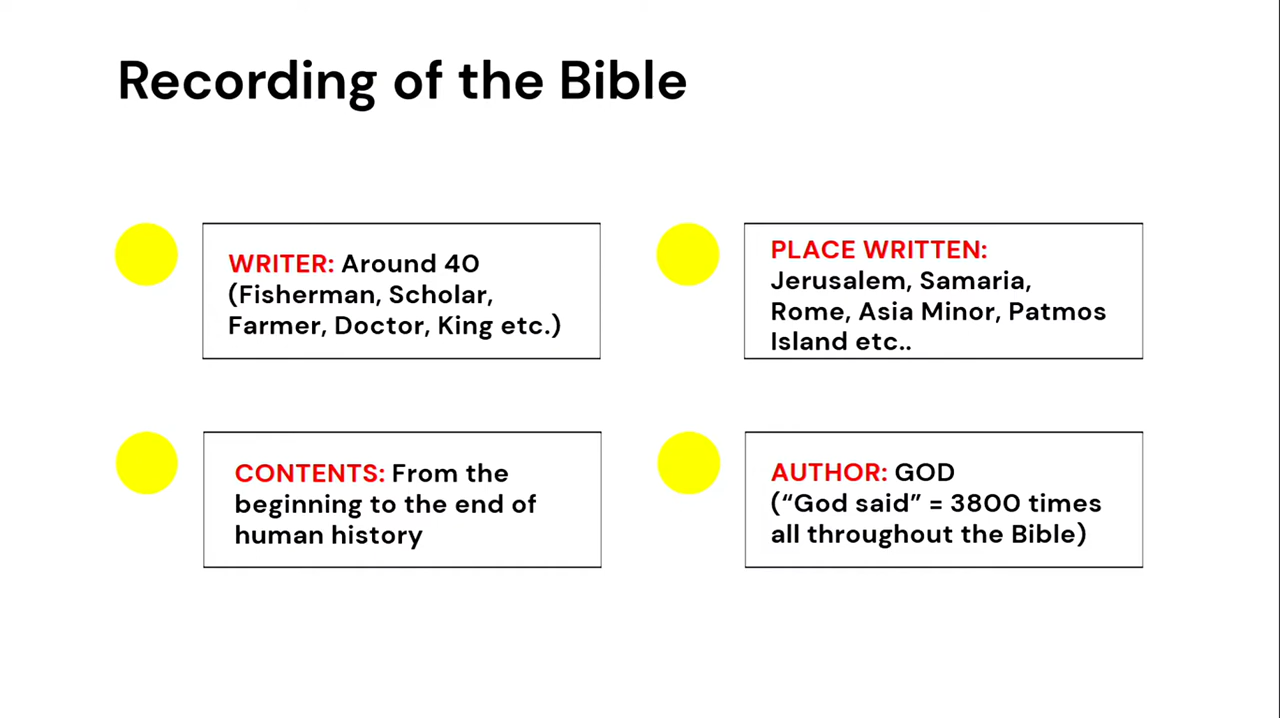 Recording of the Bible
WRITER: Around 40
(Fisherman, Scholar,
Farmer, Doctor, King etc.)
PLACE WRITTEN:
Jerusalem, Samaria,
Rome, Asia Minor, Patmos
Island etc..
CONTENTS: From the
beginning to the end of
human history
AUTHOR: GOD
(“God said” = 3800 times
all throughout the Bible)